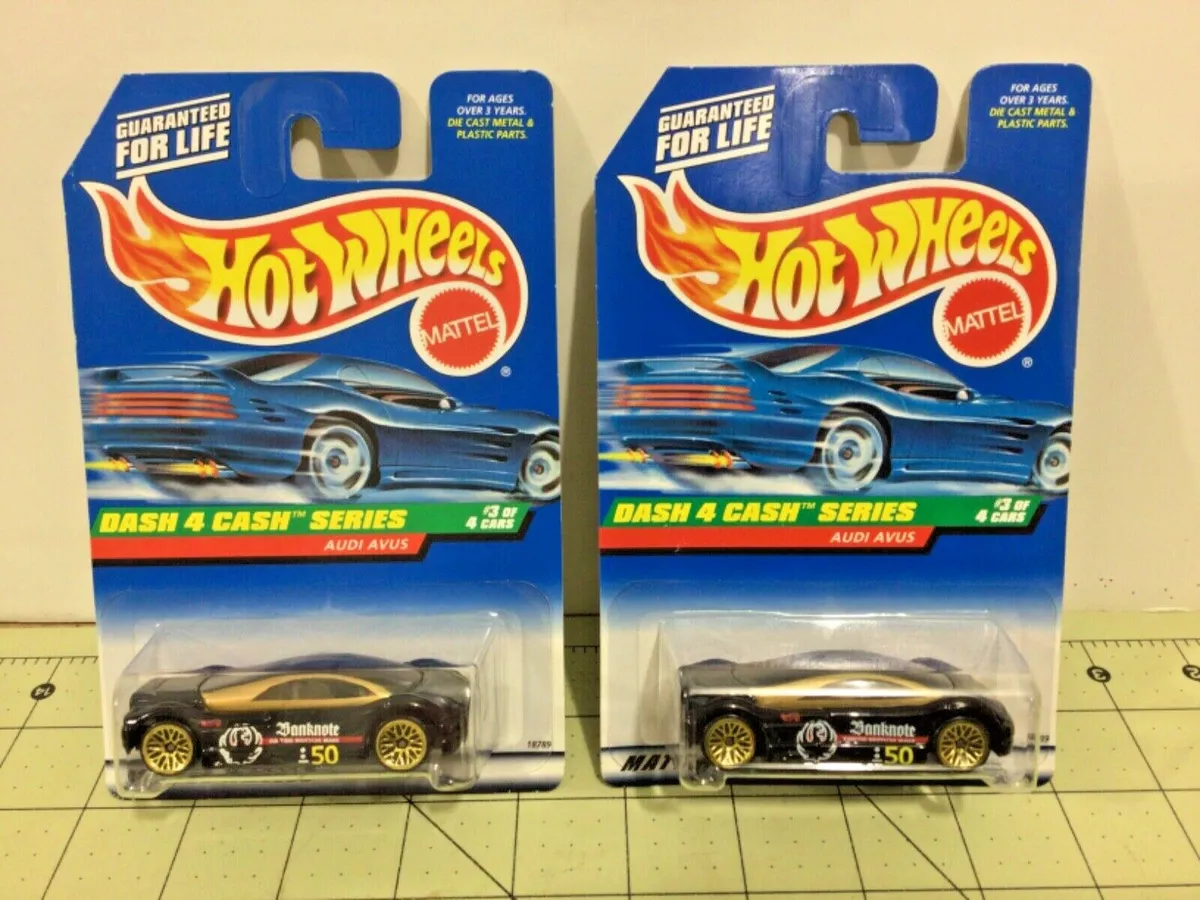 GUARANTEED
FOR LIFE
FOR AGES
OVER 3 YEARS.
DIE CAST METAL &
PLASTIC PARTS.
HOT WHEELS
MATTEL
®
DASH 4 CASH™ SERIES
#3 OF
4 CARS
AUDI AVUS
Banknote
50
18789
14
GUARANTEED
FOR LIFE
FOR AGES
OVER 3 YEARS.
DIE CAST METAL &
PLASTIC PARTS.
HOT WHEELS
MATTEL
®
DASH 4 CASH™ SERIES
#3 OF
4 CARS
AUDI AVUS
Banknote
50
MAT
3
2